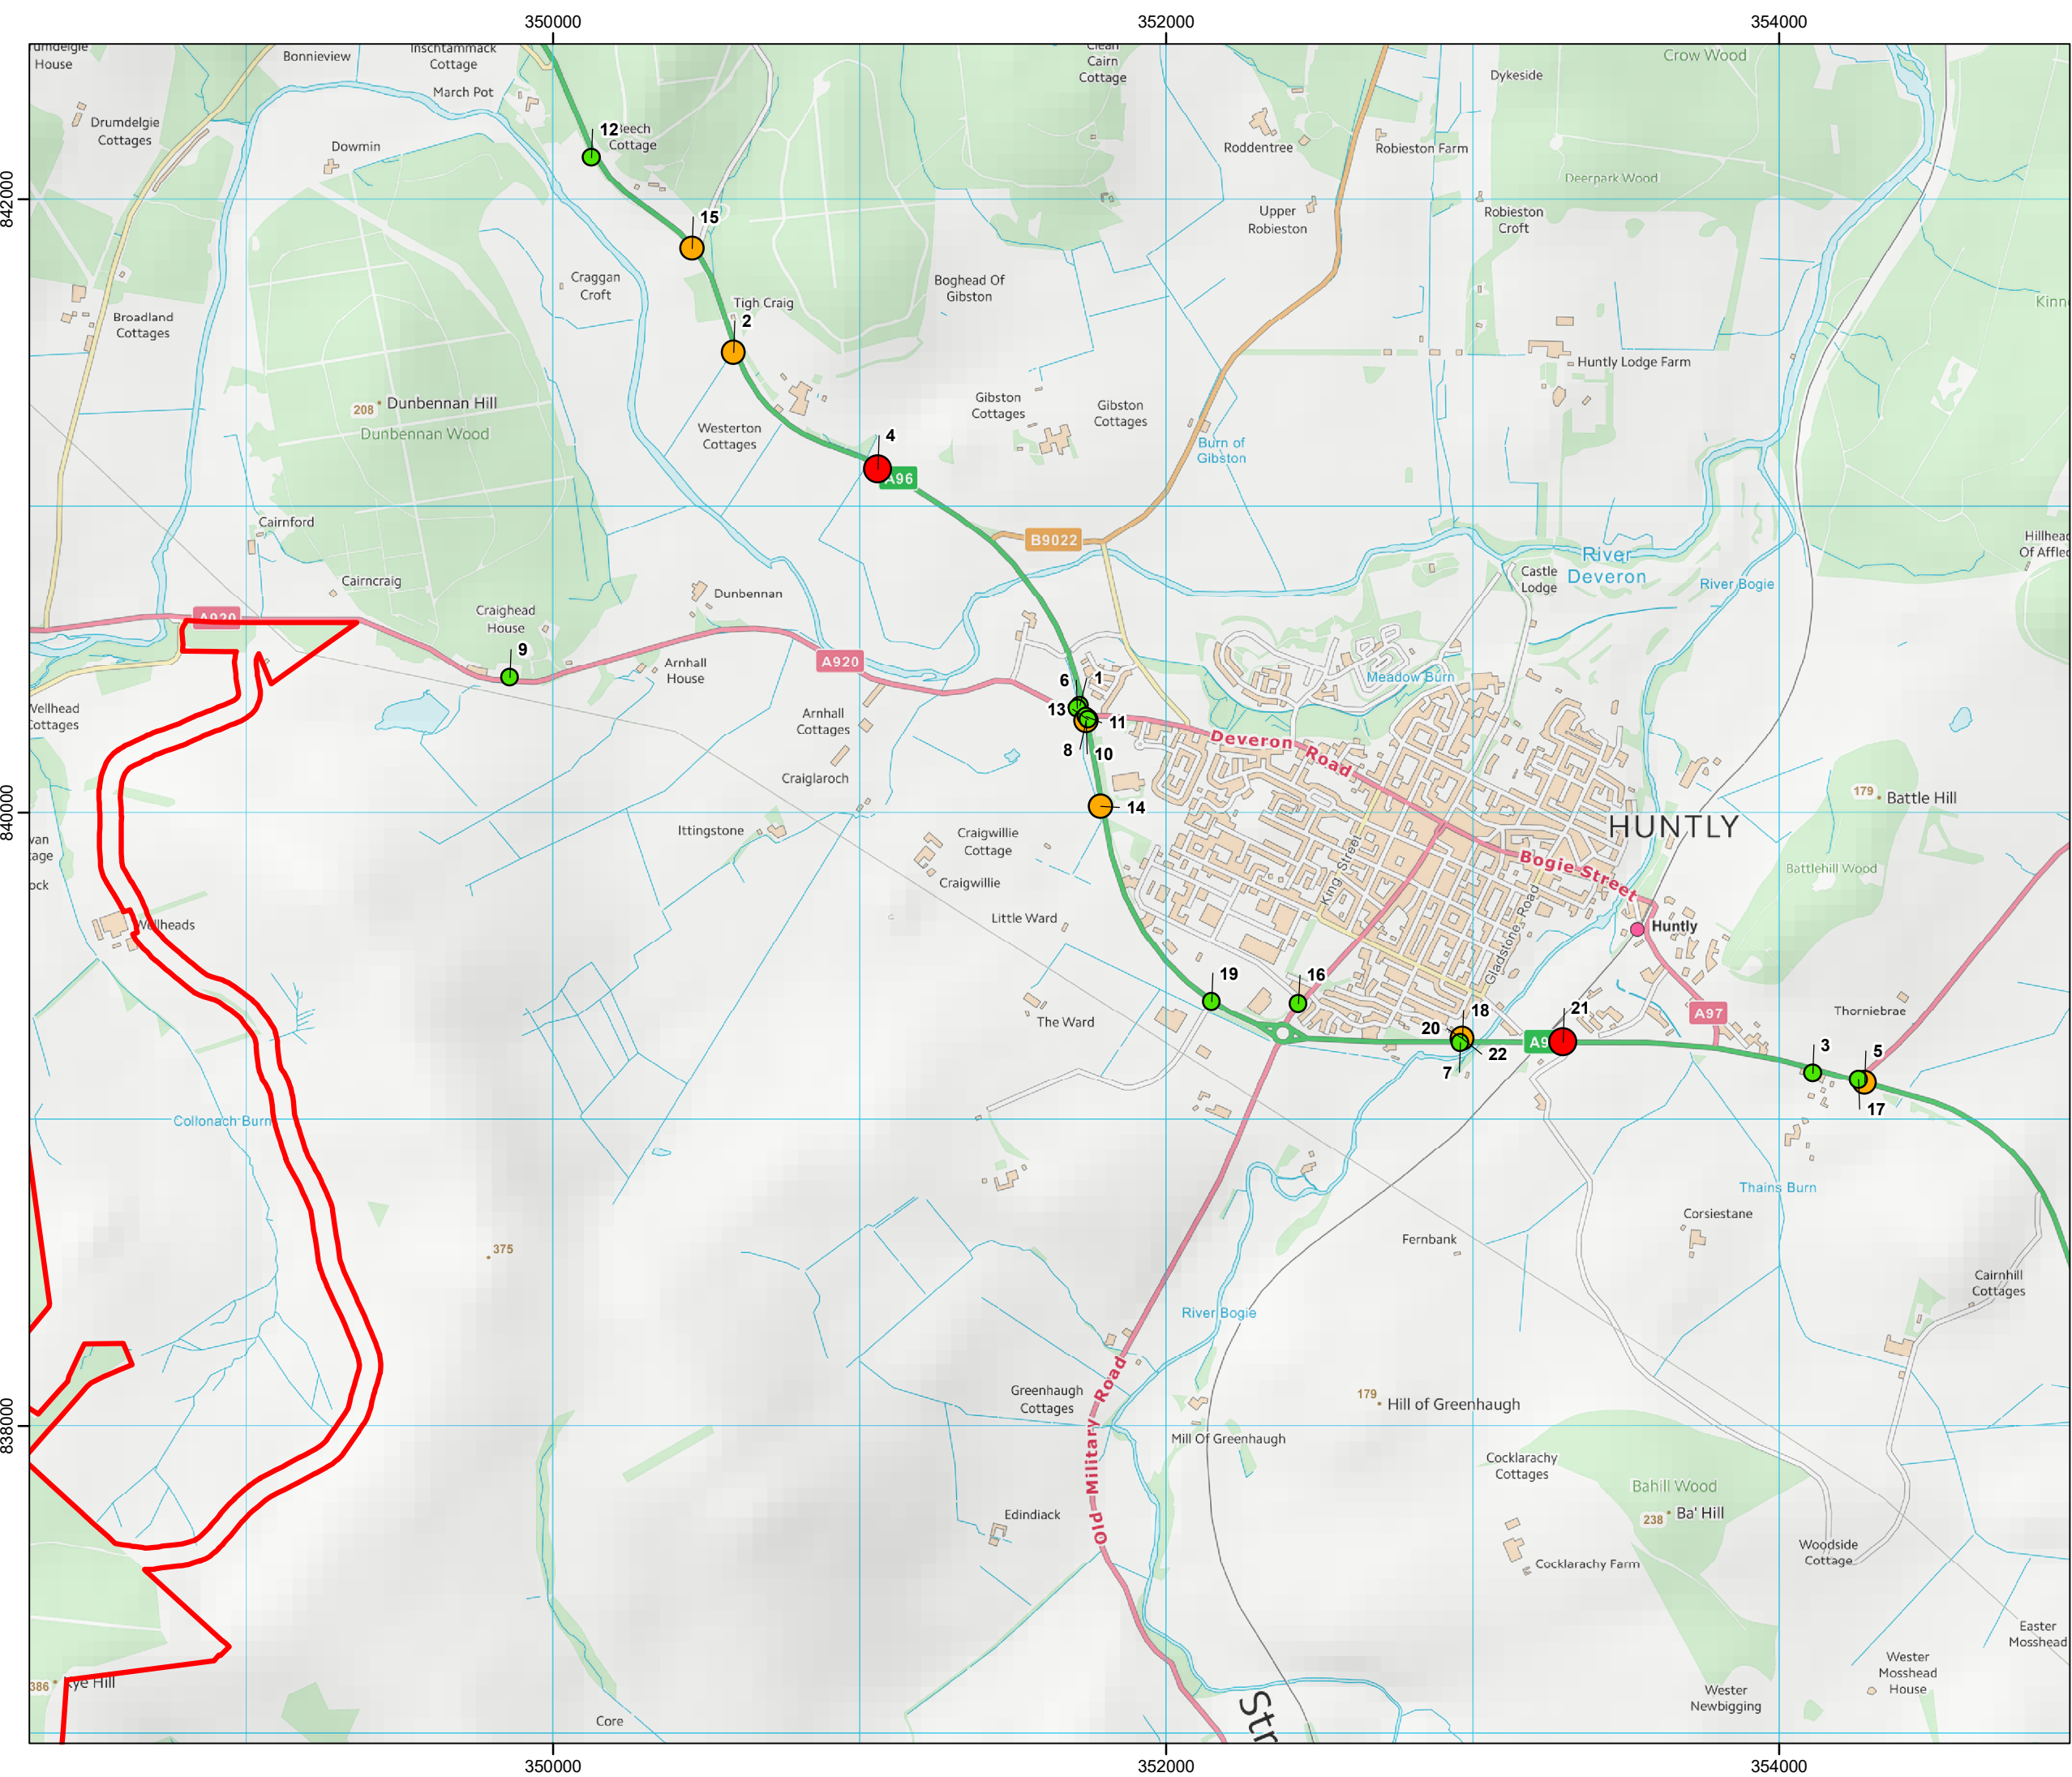 350000
352000
354000
House
Bonnieview
Cottage
Cairn
Cottage
Crow Wood
Dykeside
March Pot
Drumdelgie
Cottages
12
Beech
Cottage
Dowmin
Roddentree
Robieston Farm
Deerpark Wood
842000
842000
15
Upper
Robieston
Robieston
Croft
Craggan
Croft
Boghead Of
Gibston
Tigh Craig
2
Broadland
Cottages
Huntly Lodge Farm
208
Dunbennan Hill
Dunbennan Wood
Gibston
Cottages
Gibston
Cottages
Westerton
Cottages
4
A96
Burn of
Gibston
Cairnford
B9022
River
Deveron
River Bogie
Castle
Lodge
Hillhead
Cairncraig
Dunbennan
A920
Craighead
House
9
A920
Arnhall
House
Meadow Burn
6
1
13
11
8
10
Cottages
Arnhall
Cottages
Deveron Road
Craiglaroch
14
179
Battle Hill
840000
Ittingstone
Craigwillie
Cottage
HUNTLY
King Street
Bogie Street
Battlehill Wood
Craigwillie
Gladstone Road
Little Ward
Wellheads
Huntly
19
16
The Ward
18
20
22
7
21
A97
Thorniebrae
3
5
17
Collonach Burn
Thains Burn
Corsiestane
375
Fernbank
Cairnhill
Cottages
River Bogie
Old Military Road
Greenhaugh
Cottages
179
Hill of Greenhaugh
838000
Mill Of Greenhaugh
Cocklarachy
Cottages
Bahill Wood
238
Ba' Hill
Edindiack
Cocklarachy Farm
Woodside
Cottage
Easter
Mosshead
Wester
Mosshead
House
386
Kye Hill
Wester
Newbigging
Core
350000
352000
354000